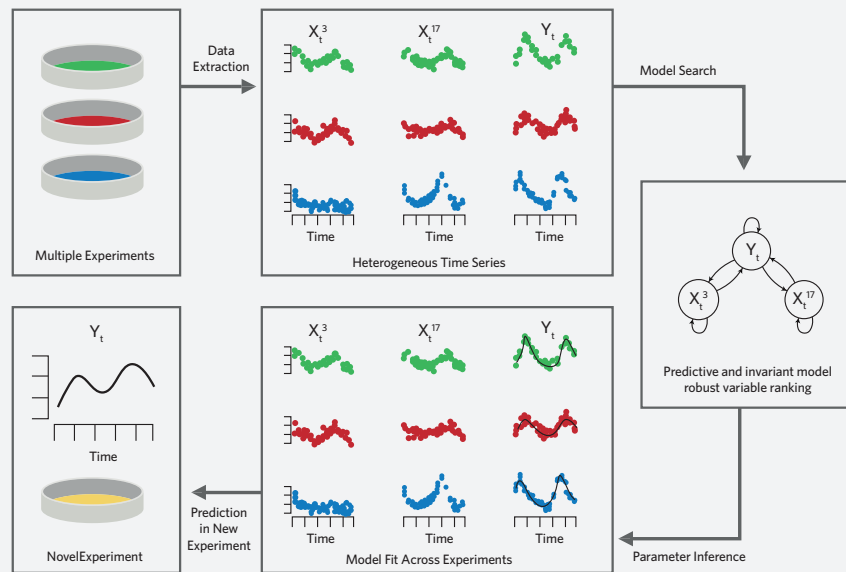 Multiple Experiments
Data
Extraction
X_t^3
X_t^17
Y_t
Time
Time
Time
Heterogeneous Time Series
Model Search
Y_t
X_t^3
X_t^17
Predictive and invariant model
robust variable ranking
Parameter Inference
X_t^3
X_t^17
Y_t
Time
Time
Time
Model Fit Across Experiments
Prediction
in New
Experiment
Y_t
Time
NovelExperiment